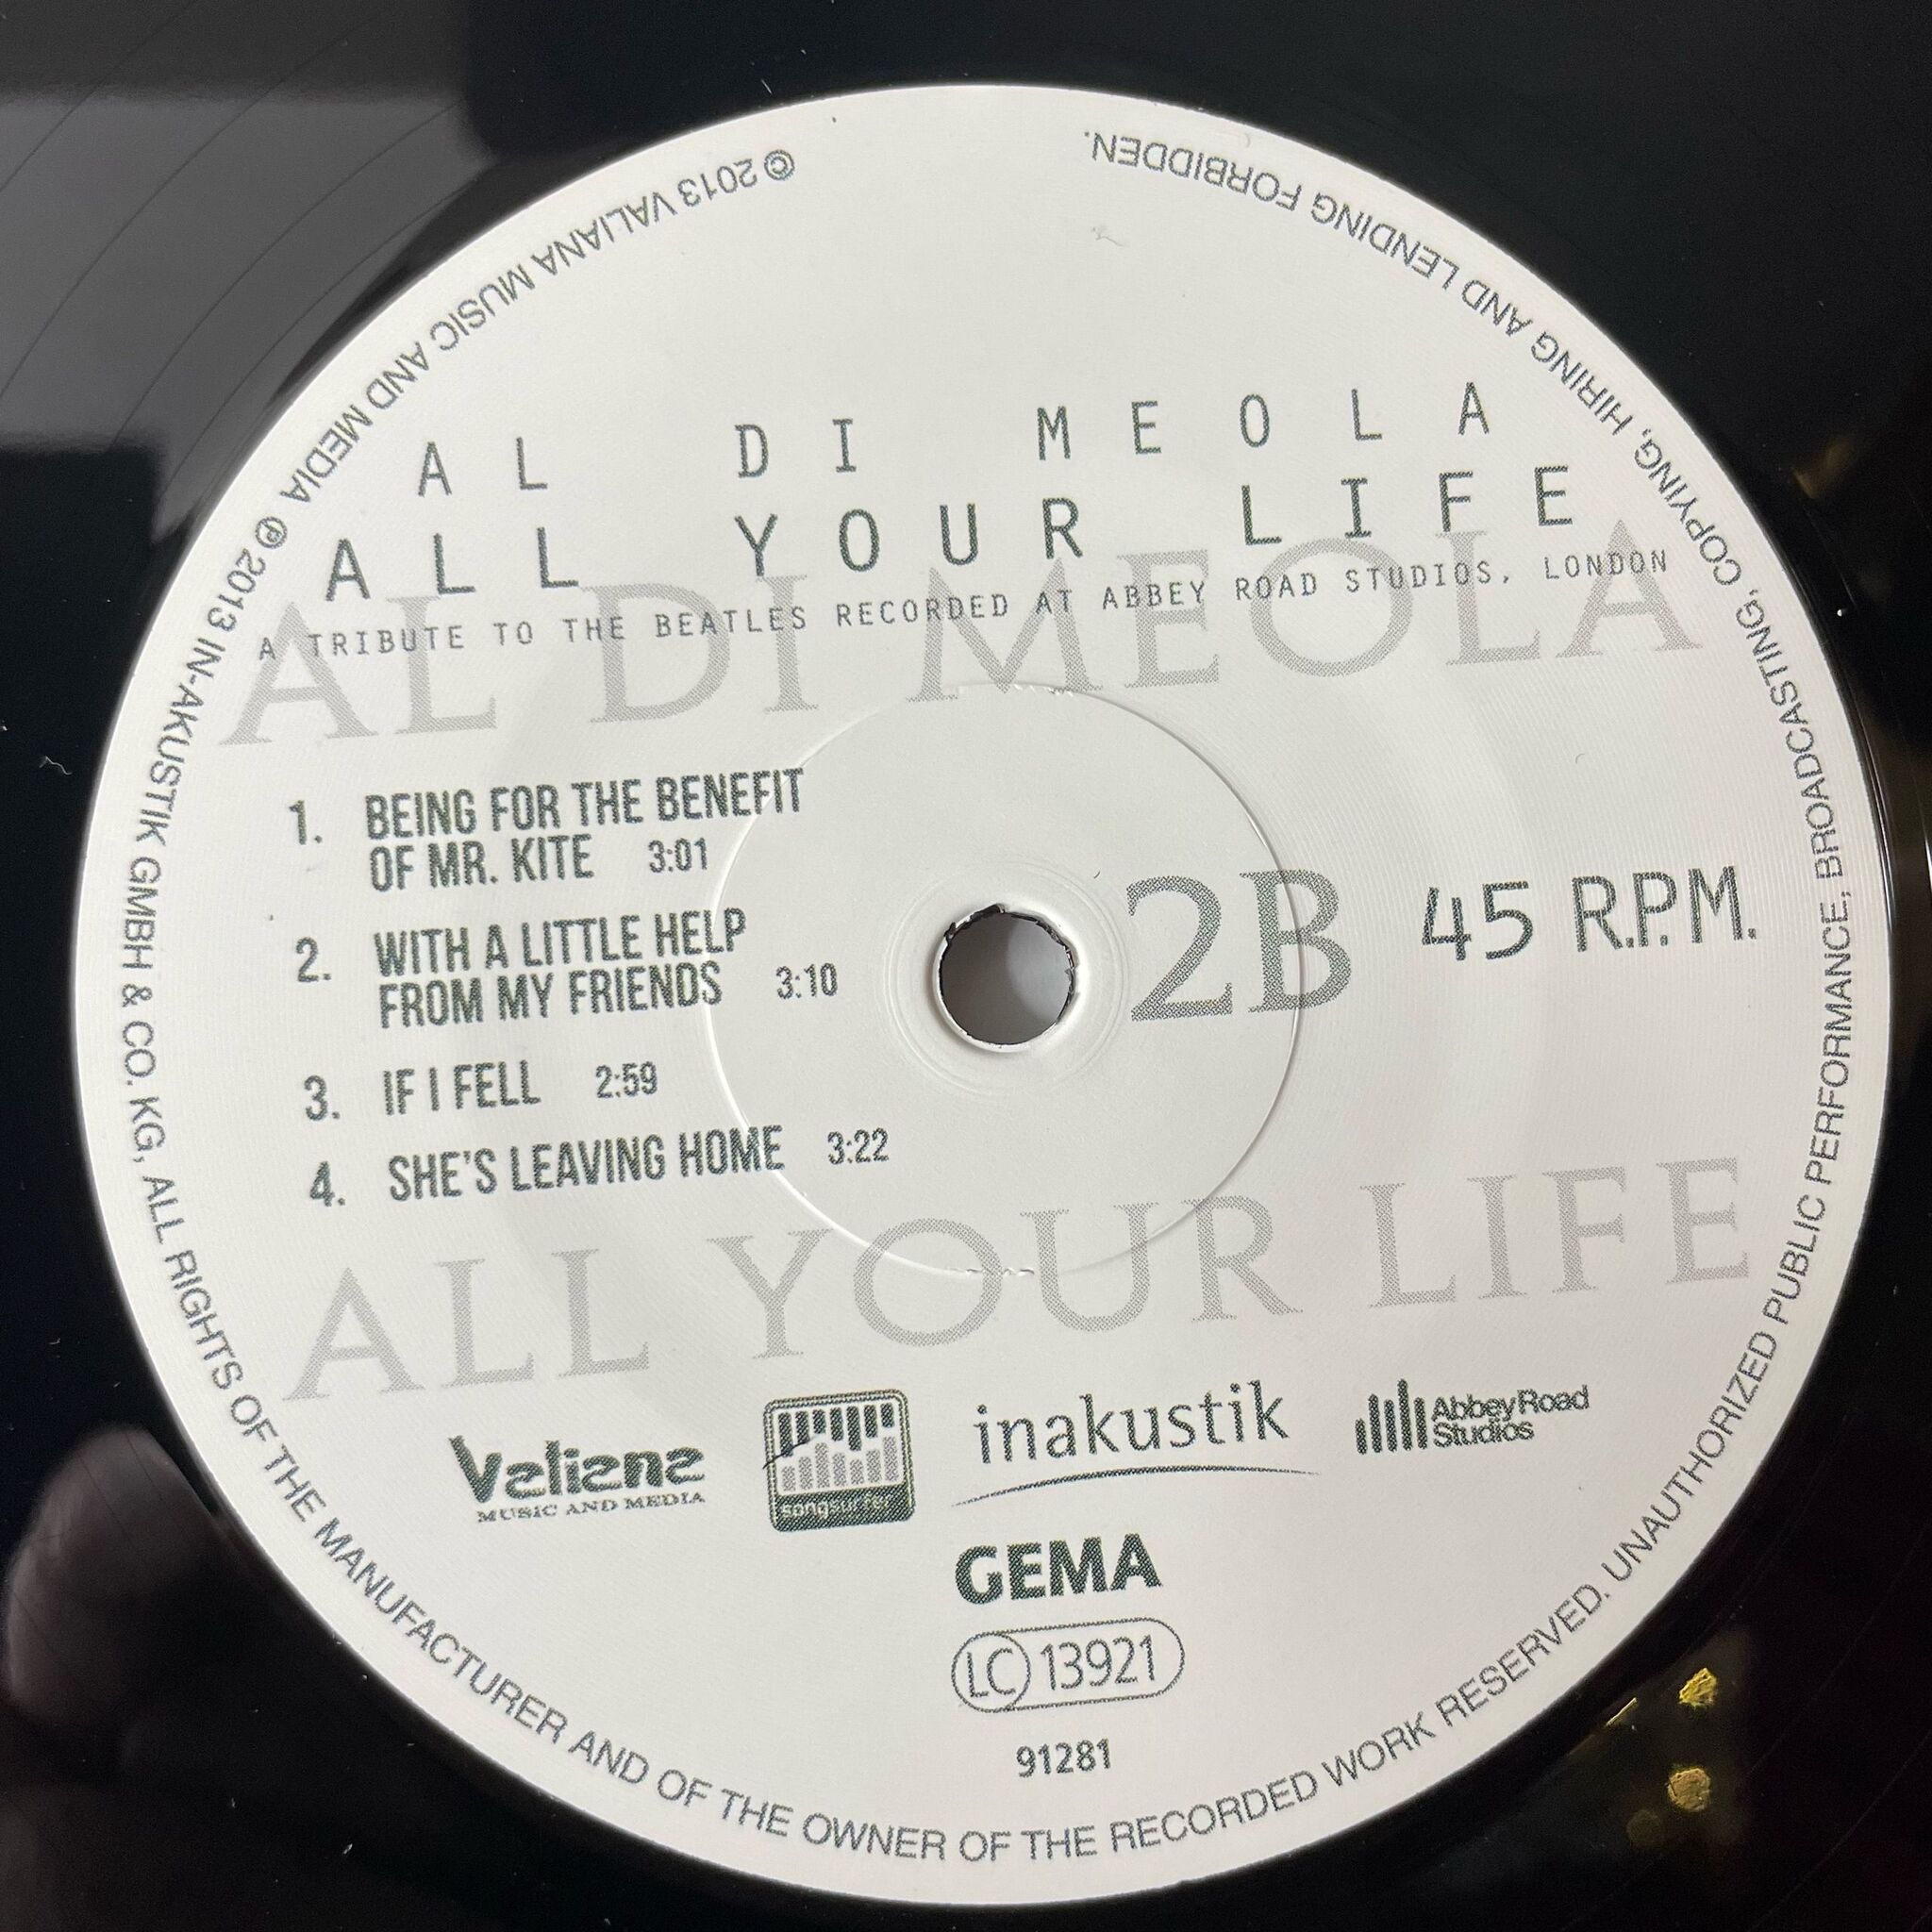 AL DI MEOLA
ALL YOUR LIFE
A TRIBUTE TO THE BEATLES RECORDED AT ABBEY ROAD STUDIOS, LONDON
AL DI MEOLA
1. BEING FOR THE BENEFIT
OF MR. KITE 3:01
2. WITH A LITTLE HELP
FROM MY FRIENDS 3:10
3. IF I FELL 2:59
4. SHE'S LEAVING HOME 3:22
2B 45 R.P.M.
ALL YOUR LIFE
Valiana
MUSIC AND MEDIA
songsurfer
inakustik
Abbey Road
Studios
GEMA
LC 13921
91281
© 2013 VALIANA MUSIC AND MEDIA ℗ 2013 IN-AKUSTIK GMBH & CO. KG, ALL RIGHTS OF THE MANUFACTURER AND OF THE OWNER OF THE RECORDED WORK RESERVED. UNAUTHORIZED PUBLIC PERFORMANCE; BROADCASTING, COPYING, HIRING AND LENDING FORBIDDEN.